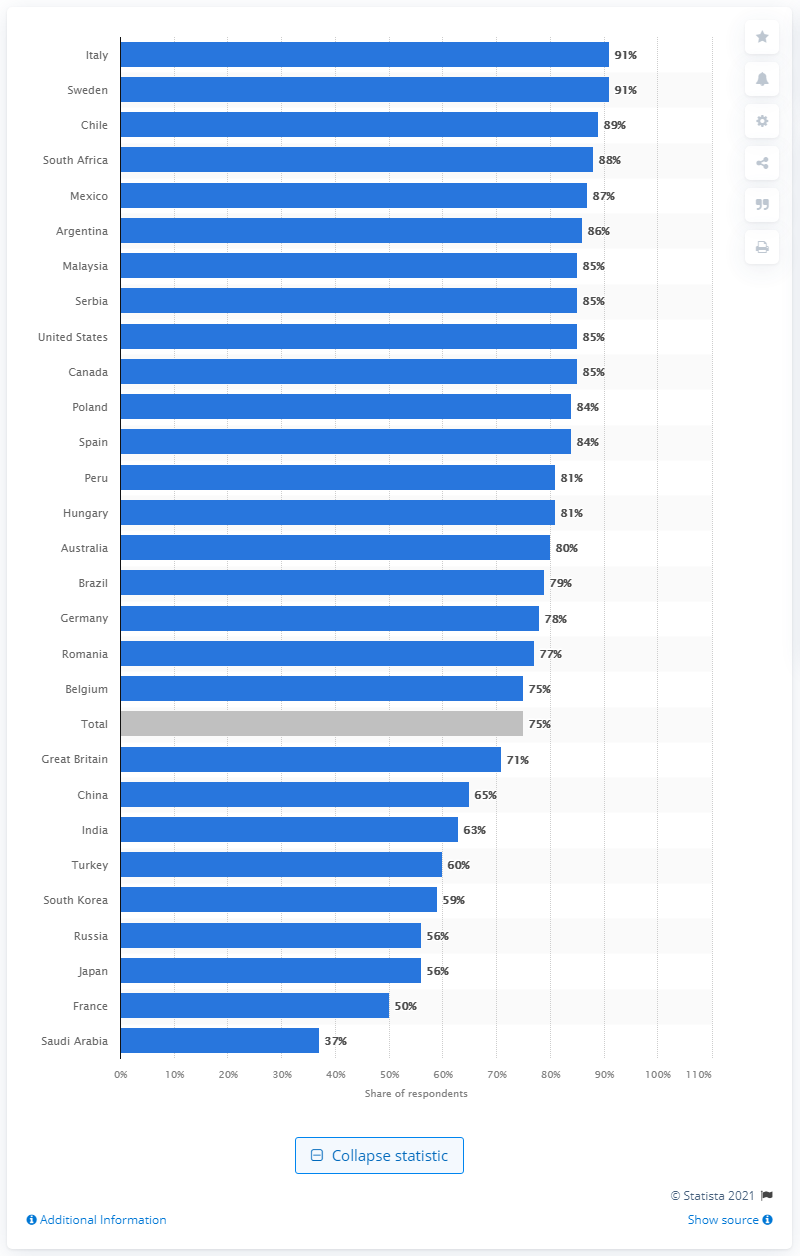 Italy 91%
Sweden 91%
Chile 89%
South Africa 88%
Mexico 87%
Argentina 86%
Malaysia 85%
Serbia 85%
United States 85%
Canada 85%
Poland 84%
Spain 84%
Peru 81%
Hungary 81%
Australia 80%
Brazil 79%
Germany 78%
Romania 77%
Belgium 75%
Total 75%
Great Britain 71%
China 65%
India 63%
Turkey 60%
South Korea 59%
Russia 56%
Japan 56%
France 50%
Saudi Arabia 37%
0% 10% 20% 30% 40% 50% 60% 70% 80% 90% 100% 110%
Share of respondents
Collapse statistic
© Statista 2021
Additional Information Show source